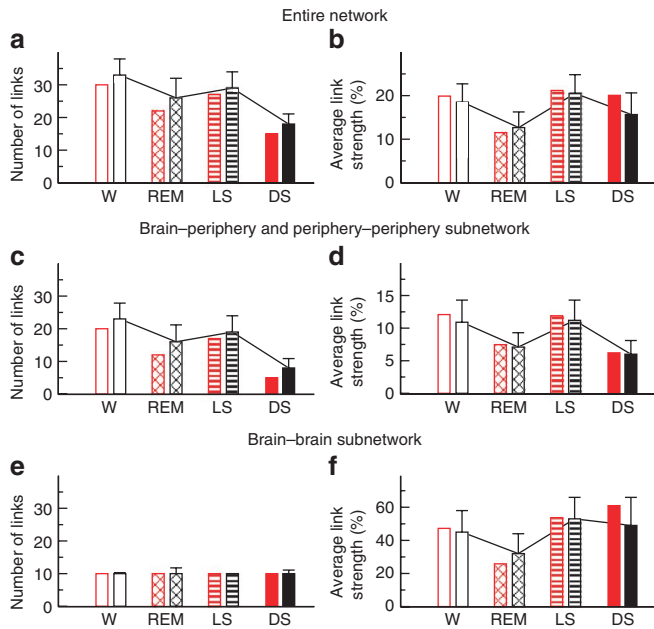 Entire network
a
b
Number of links
30
20
10
0
W REM LS DS
Average link
strength (%)
20
10
0
W REM LS DS
Brain–periphery and periphery–periphery subnetwork
c
d
Number of links
30
20
10
0
W REM LS DS
Average link
strength (%)
15
10
5
0
W REM LS DS
Brain–brain subnetwork
e
f
Number of links
30
20
10
0
W REM LS DS
Average link
strength (%)
60
40
20
0
W REM LS DS